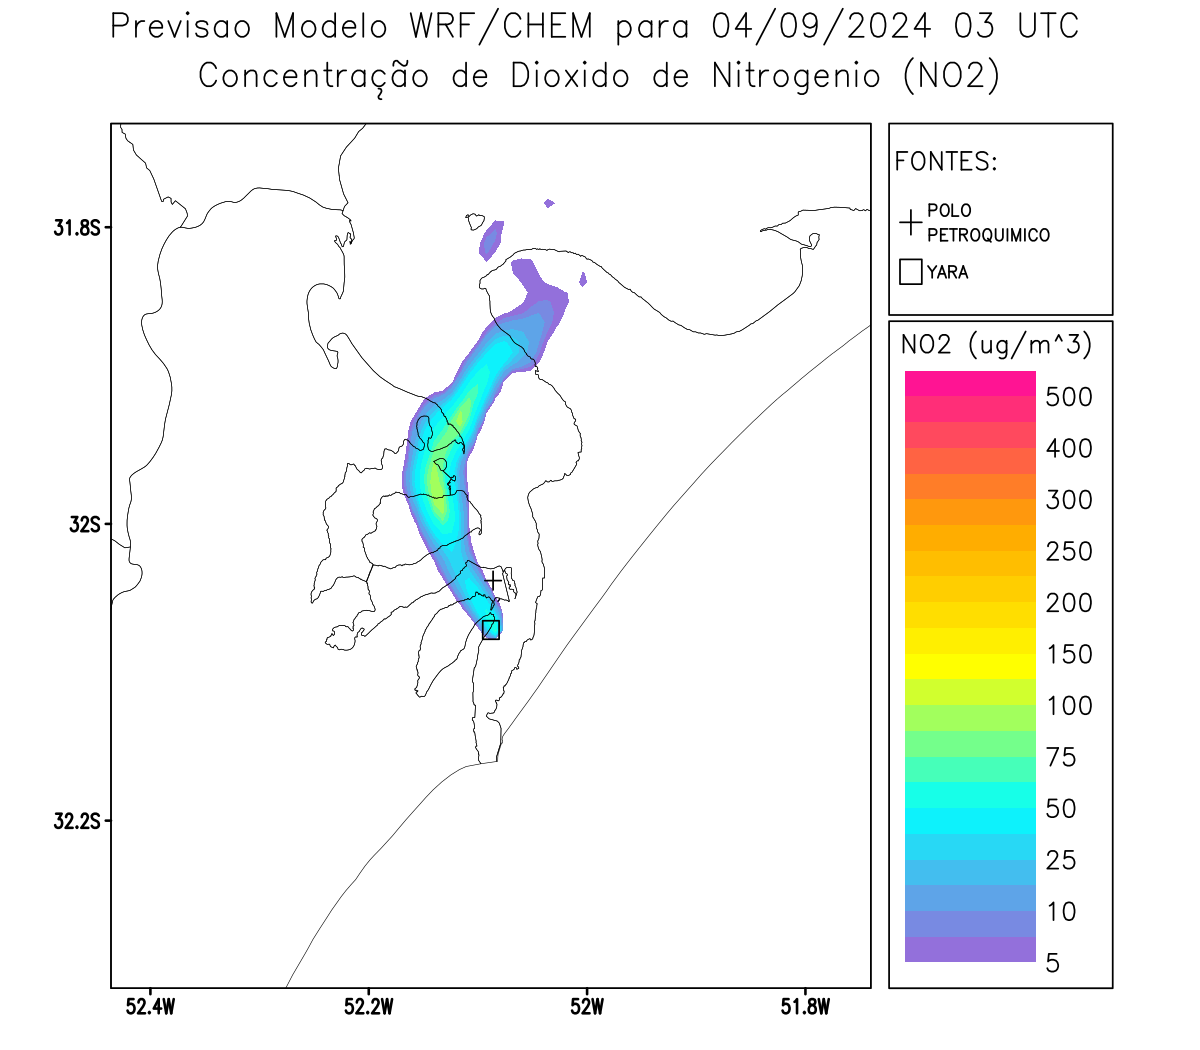 Previsao Modelo WRF/CHEM para 04/09/2024 03 UTC
Concentração de Dioxido de Nitrogenio (NO2)
FONTES:
POLO
PETROQUIMICO
YARA
NO2 (ug/m^3)
500
400
300
250
200
150
100
75
50
25
10
5
31.8S
32S
32.2S
52.4W
52.2W
52W
51.8W